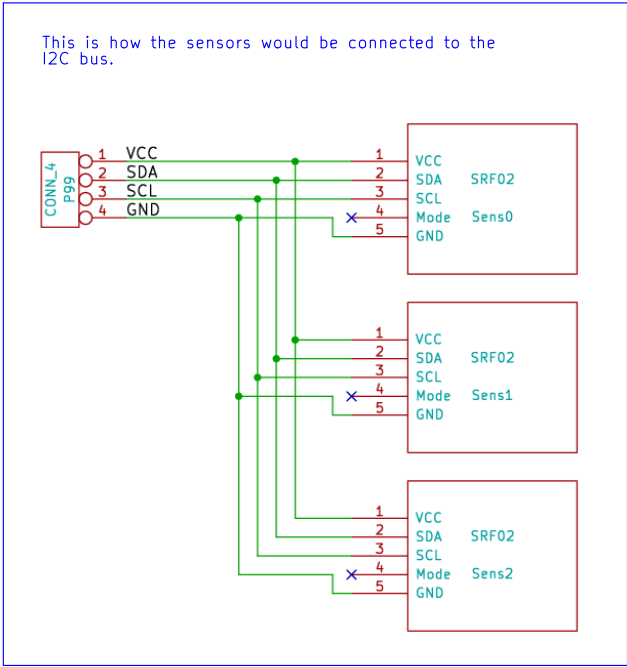 This is how the sensors would be connected to the
I2C bus.
CONN_4
P99
1 VCC
2 SDA
3 SCL
4 GND
1 VCC
2 SDA SRF02
3 SCL
4 Mode Sens0
5 GND
1 VCC
2 SDA SRF02
3 SCL
4 Mode Sens1
5 GND
1 VCC
2 SDA SRF02
3 SCL
4 Mode Sens2
5 GND